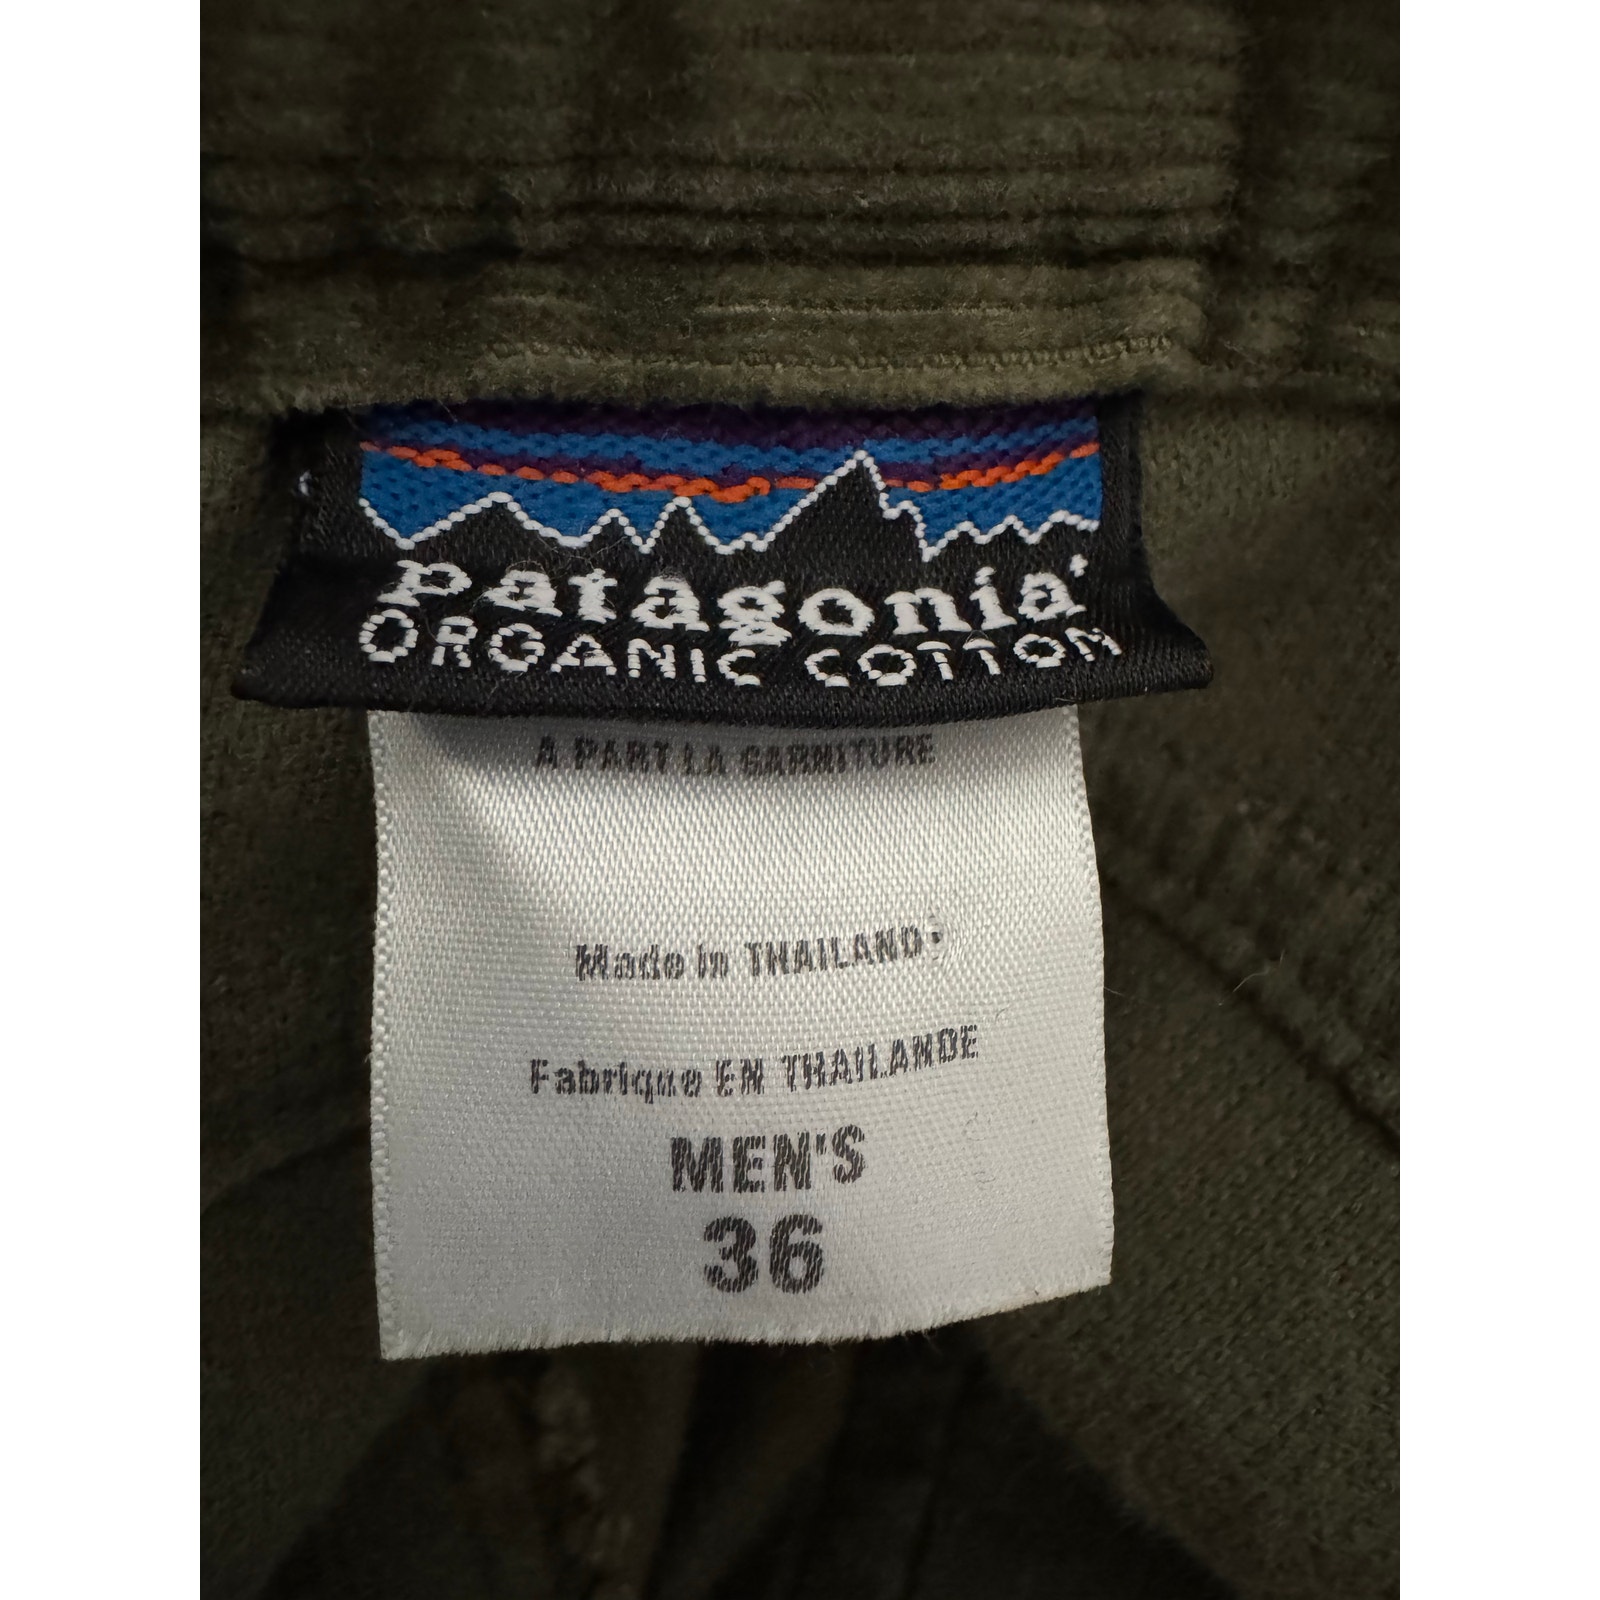 patagonia®
ORGANIC COTTON
A PART LA GARNITURE
Made in THAILAND
Fabrique EN THAILANDE
MEN'S
36